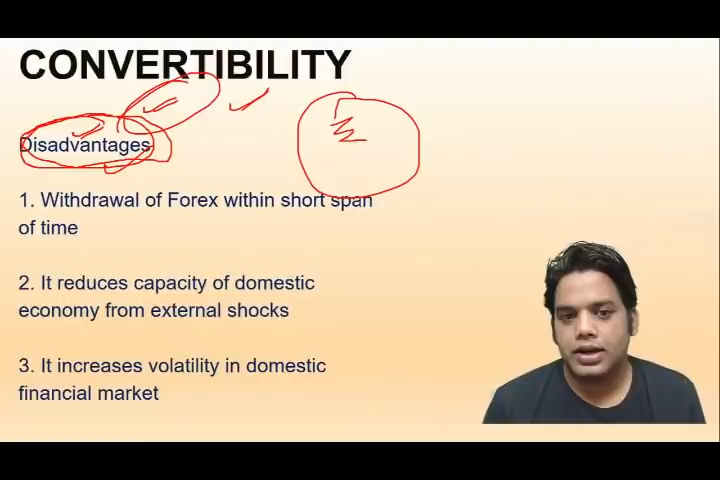 CONVERTIBILITY
Disadvantages
1. Withdrawal of Forex within short span
of time
2. It reduces capacity of domestic
economy from external shocks
3. It increases volatility in domestic
financial market